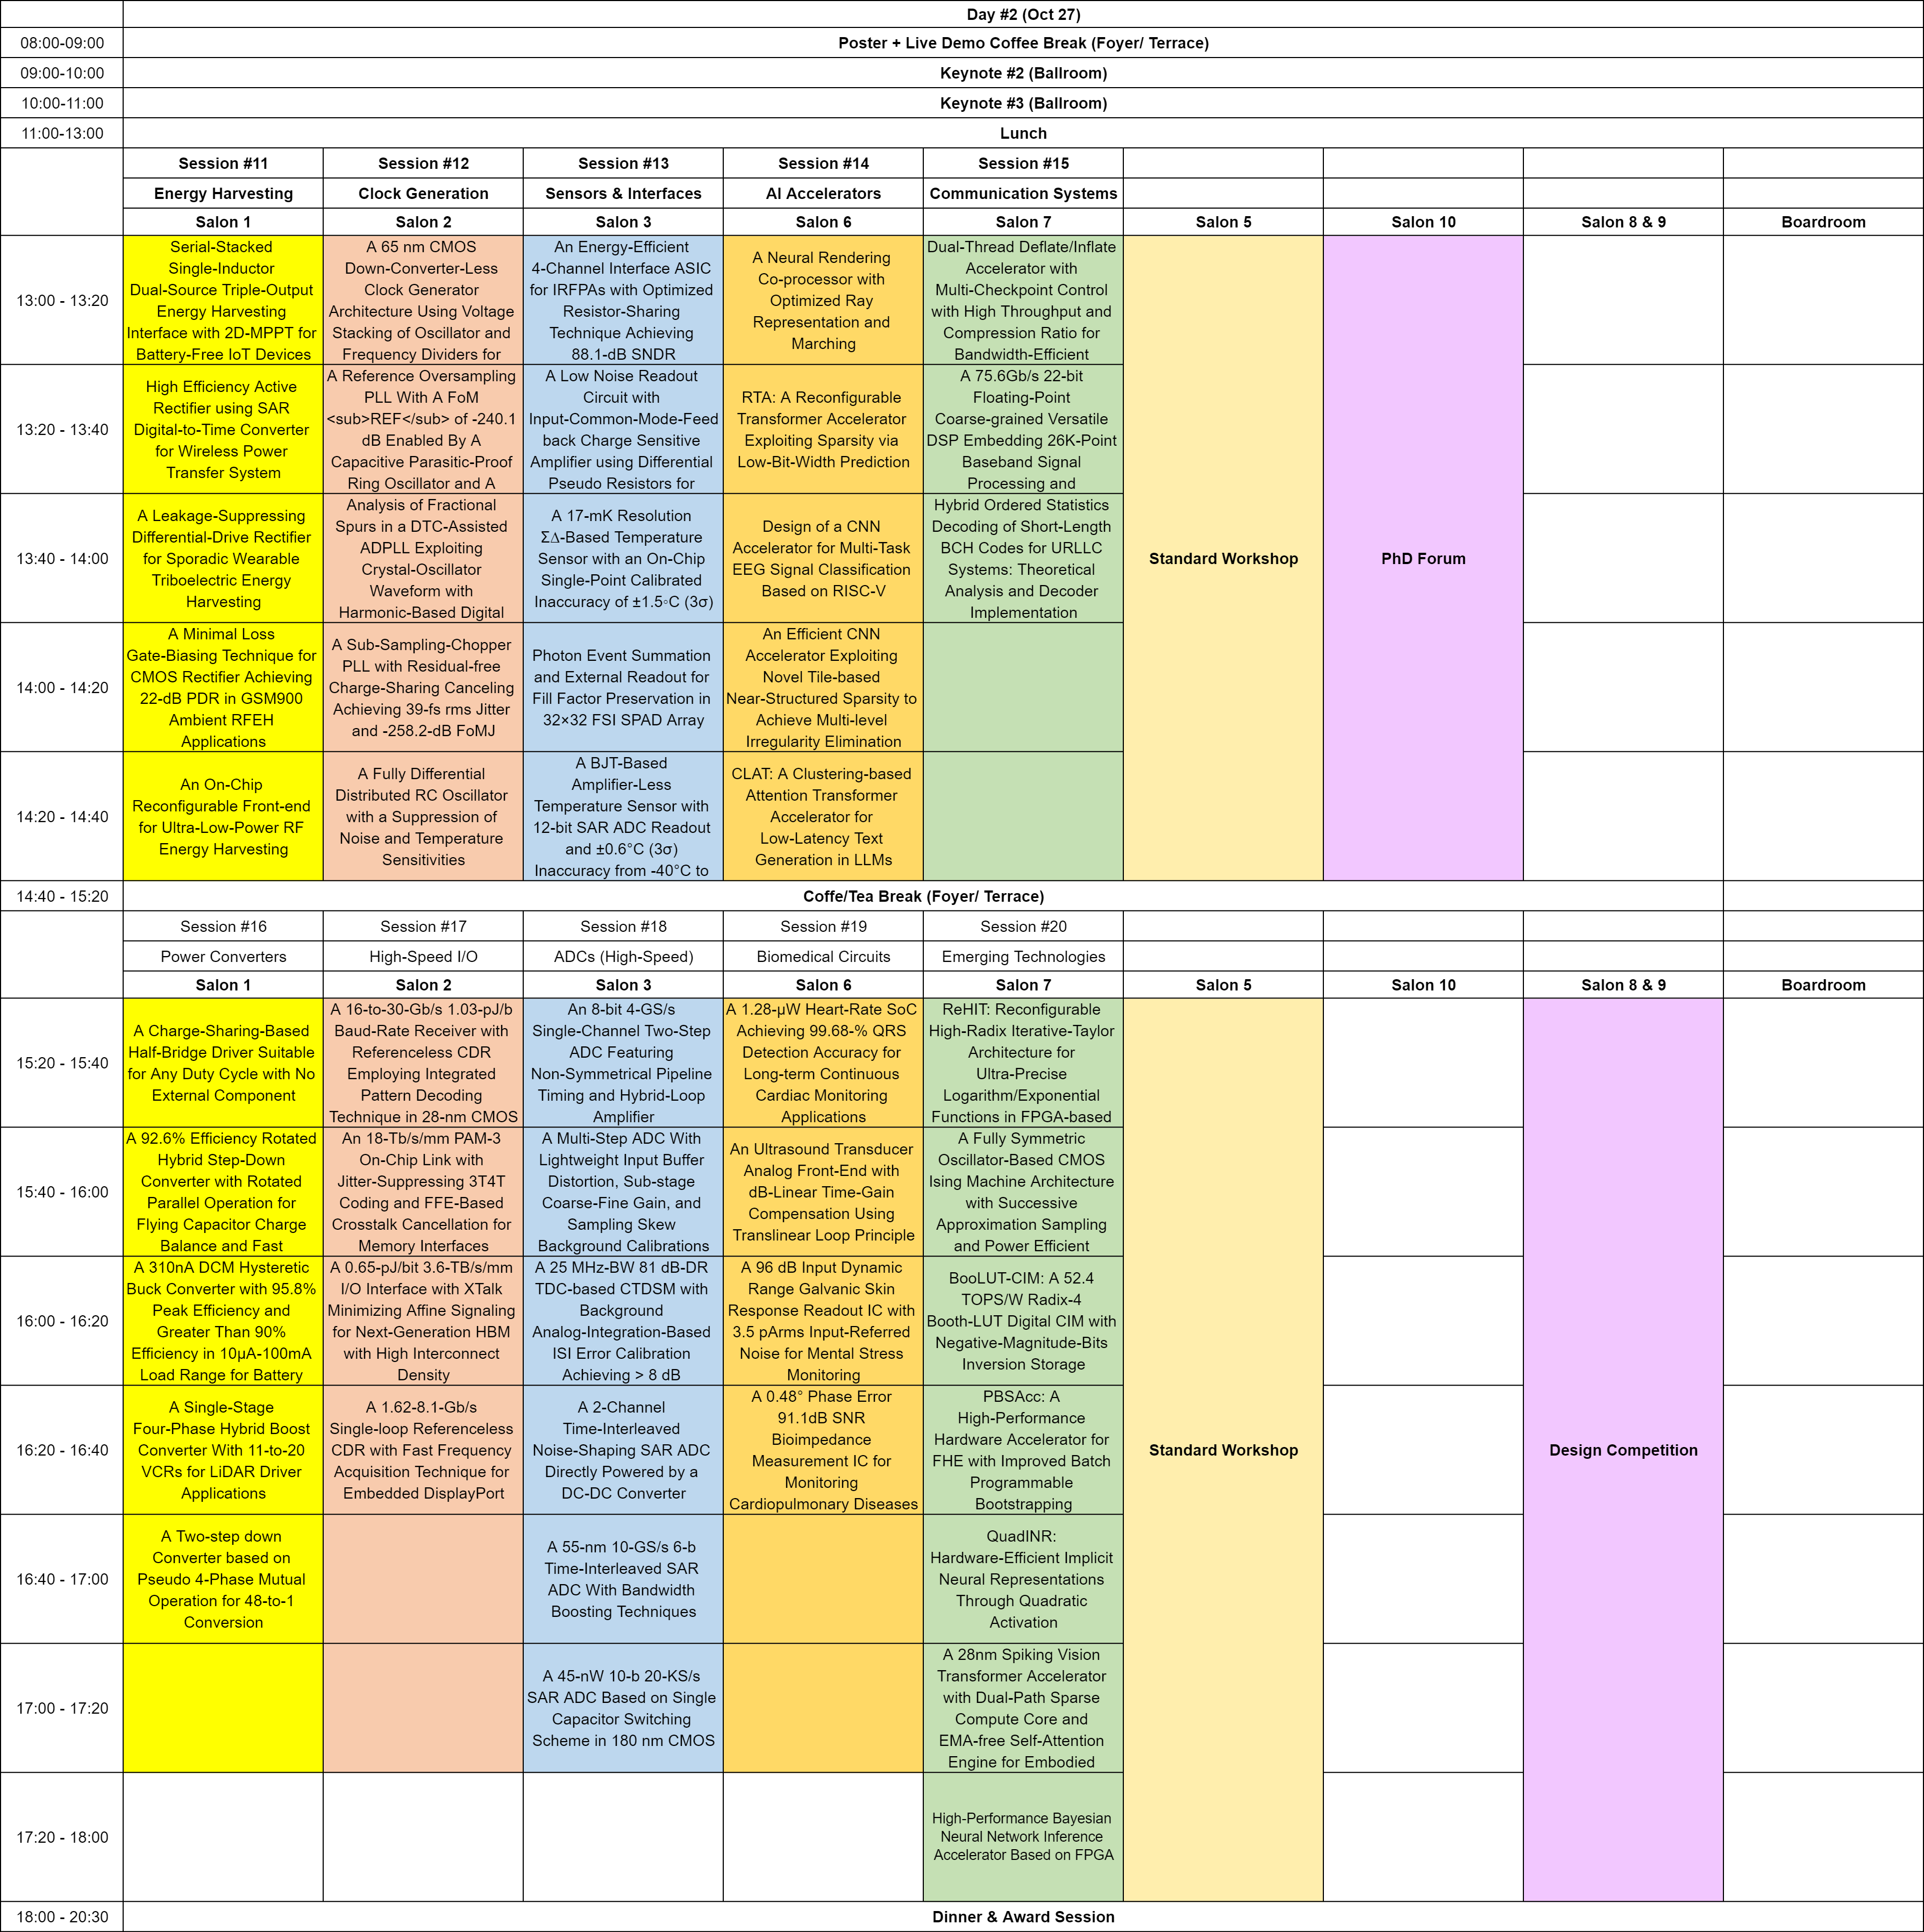 Day #2 (Oct 27)
08:00-09:00
Poster + Live Demo Coffee Break (Foyer/ Terrace)
09:00-10:00
Keynote #2 (Ballroom)
10:00-11:00
Keynote #3 (Ballroom)
11:00-13:00
Lunch
Session #11
Session #12
Session #13
Session #14
Session #15
Energy Harvesting
Clock Generation
Sensors & Interfaces
AI Accelerators
Communication Systems
Salon 1
Salon 2
Salon 3
Salon 6
Salon 7
Salon 5
Salon 10
Salon 8 & 9
Boardroom
13:00 - 13:20
Serial-Stacked
Single-Inductor
Dual-Source Triple-Output
Energy Harvesting
Interface with 2D-MPPT for
Battery-Free IoT Devices
A 65 nm CMOS
Down-Converter-Less
Clock Generator
Architecture Using Voltage
Stacking of Oscillator and
Frequency Dividers for
An Energy-Efficient
4-Channel Interface ASIC
for IRFPAs with Optimized
Resistor-Sharing
Technique Achieving
88.1-dB SNDR
A Neural Rendering
Co-processor with
Optimized Ray
Representation and
Marching
Dual-Thread Deflate/Inflate
Accelerator with
Multi-Checkpoint Control
with High Throughput and
Compression Ratio for
Bandwidth-Efficient
13:20 - 13:40
High Efficiency Active
Rectifier using SAR
Digital-to-Time Converter
for Wireless Power
Transfer System
A Reference Oversampling
PLL With A FoM
<sub>REF</sub> of -240.1
dB Enabled By A
Capacitive Parasitic-Proof
Ring Oscillator and A
A Low Noise Readout
Circuit with
Input-Common-Mode-Feed
back Charge Sensitive
Amplifier using Differential
Pseudo Resistors for
RTA: A Reconfigurable
Transformer Accelerator
Exploiting Sparsity via
Low-Bit-Width Prediction
A 75.6Gb/s 22-bit
Floating-Point
Coarse-grained Versatile
DSP Embedding 26K-Point
Baseband Signal
Processing and
13:40 - 14:00
A Leakage-Suppressing
Differential-Drive Rectifier
for Sporadic Wearable
Triboelectric Energy
Harvesting
Analysis of Fractional
Spurs in a DTC-Assisted
ADPLL Exploiting
Crystal-Oscillator
Waveform with
Harmonic-Based Digital
A 17-mK Resolution
ΣΔ-Based Temperature
Sensor with an On-Chip
Single-Point Calibrated
Inaccuracy of ±1.5◦C (3σ)
Design of a CNN
Accelerator for Multi-Task
EEG Signal Classification
Based on RISC-V
Hybrid Ordered Statistics
Decoding of Short-Length
BCH Codes for URLLC
Systems: Theoretical
Analysis and Decoder
Implementation
Standard Workshop
PhD Forum
14:00 - 14:20
A Minimal Loss
Gate-Biasing Technique for
CMOS Rectifier Achieving
22-dB PDR in GSM900
Ambient RFEH
Applications
A Sub-Sampling-Chopper
PLL with Residual-free
Charge-Sharing Canceling
Achieving 39-fs rms Jitter
and -258.2-dB FoMJ
Photon Event Summation
and External Readout for
Fill Factor Preservation in
32×32 FSI SPAD Array
An Efficient CNN
Accelerator Exploiting
Novel Tile-based
Near-Structured Sparsity to
Achieve Multi-level
Irregularity Elimination
14:20 - 14:40
An On-Chip
Reconfigurable Front-end
for Ultra-Low-Power RF
Energy Harvesting
A Fully Differential
Distributed RC Oscillator
with a Suppression of
Noise and Temperature
Sensitivities
A BJT-Based
Amplifier-Less
Temperature Sensor with
12-bit SAR ADC Readout
and ±0.6°C (3σ)
Inaccuracy from -40°C to
CLAT: A Clustering-based
Attention Transformer
Accelerator for
Low-Latency Text
Generation in LLMs
14:40 - 15:20
Coffe/Tea Break (Foyer/ Terrace)
Session #16
Session #17
Session #18
Session #19
Session #20
Power Converters
High-Speed I/O
ADCs (High-Speed)
Biomedical Circuits
Emerging Technologies
Salon 1
Salon 2
Salon 3
Salon 6
Salon 7
Salon 5
Salon 10
Salon 8 & 9
Boardroom
15:20 - 15:40
A Charge-Sharing-Based
Half-Bridge Driver Suitable
for Any Duty Cycle with No
External Component
A 16-to-30-Gb/s 1.03-pJ/b
Baud-Rate Receiver with
Referenceless CDR
Employing Integrated
Pattern Decoding
Technique in 28-nm CMOS
An 8-bit 4-GS/s
Single-Channel Two-Step
ADC Featuring
Non-Symmetrical Pipeline
Timing and Hybrid-Loop
Amplifier
A 1.28-µW Heart-Rate SoC
Achieving 99.68-% QRS
Detection Accuracy for
Long-term Continuous
Cardiac Monitoring
Applications
ReHIT: Reconfigurable
High-Radix Iterative-Taylor
Architecture for
Ultra-Precise
Logarithm/Exponential
Functions in FPGA-based
15:40 - 16:00
A 92.6% Efficiency Rotated
Hybrid Step-Down
Converter with Rotated
Parallel Operation for
Flying Capacitor Charge
Balance and Fast
An 18-Tb/s/mm PAM-3
On-Chip Link with
Jitter-Suppressing 3T4T
Coding and FFE-Based
Crosstalk Cancellation for
Memory Interfaces
A Multi-Step ADC With
Lightweight Input Buffer
Distortion, Sub-stage
Coarse-Fine Gain, and
Sampling Skew
Background Calibrations
An Ultrasound Transducer
Analog Front-End with
dB-Linear Time-Gain
Compensation Using
Translinear Loop Principle
A Fully Symmetric
Oscillator-Based CMOS
Ising Machine Architecture
with Successive
Approximation Sampling
and Power Efficient
16:00 - 16:20
A 310nA DCM Hysteretic
Buck Converter with 95.8%
Peak Efficiency and
Greater Than 90%
Efficiency in 10µA-100mA
Load Range for Battery
A 0.65-pJ/bit 3.6-TB/s/mm
I/O Interface with XTalk
Minimizing Affine Signaling
for Next-Generation HBM
with High Interconnect
Density
A 25 MHz-BW 81 dB-DR
TDC-based CTDSM with
Background
Analog-Integration-Based
ISI Error Calibration
Achieving > 8 dB
A 96 dB Input Dynamic
Range Galvanic Skin
Response Readout IC with
3.5 pArms Input-Referred
Noise for Mental Stress
Monitoring
BooLUT-CIM: A 52.4
TOPS/W Radix-4
Booth-LUT Digital CIM with
Negative-Magnitude-Bits
Inversion Storage
16:20 - 16:40
A Single-Stage
Four-Phase Hybrid Boost
Converter With 11-to-20
VCRs for LiDAR Driver
Applications
A 1.62-8.1-Gb/s
Single-loop Referenceless
CDR with Fast Frequency
Acquisition Technique for
Embedded DisplayPort
A 2-Channel
Time-Interleaved
Noise-Shaping SAR ADC
Directly Powered by a
DC-DC Converter
A 0.48° Phase Error
91.1dB SNR
Bioimpedance
Measurement IC for
Monitoring
Cardiopulmonary Diseases
PBSAcc: A
High-Performance
Hardware Accelerator for
FHE with Improved Batch
Programmable
Bootstrapping
Standard Workshop
Design Competition
16:40 - 17:00
A Two-step down
Converter based on
Pseudo 4-Phase Mutual
Operation for 48-to-1
Conversion
A 55-nm 10-GS/s 6-b
Time-Interleaved SAR
ADC With Bandwidth
Boosting Techniques
QuadINR:
Hardware-Efficient Implicit
Neural Representations
Through Quadratic
Activation
17:00 - 17:20
A 45-nW 10-b 20-KS/s
SAR ADC Based on Single
Capacitor Switching
Scheme in 180 nm CMOS
A 28nm Spiking Vision
Transformer Accelerator
with Dual-Path Sparse
Compute Core and
EMA-free Self-Attention
Engine for Embodied
17:20 - 18:00
High-Performance Bayesian
Neural Network Inference
Accelerator Based on FPGA
18:00 - 20:30
Dinner & Award Session